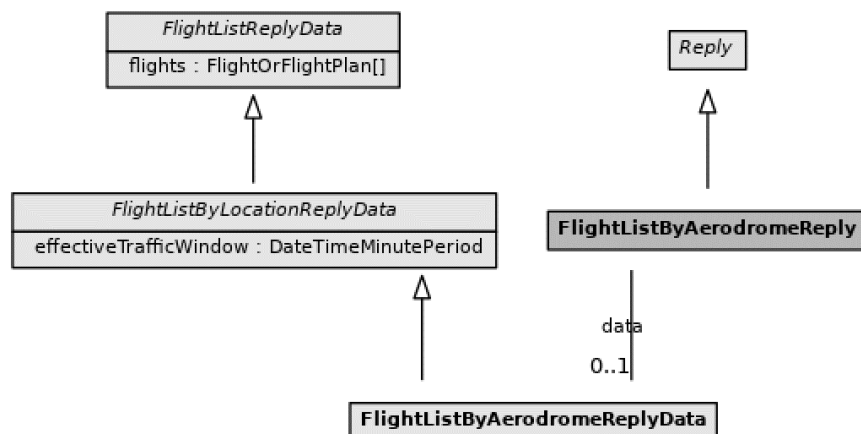 FlightListReplyData
flights : FlightOrFlightPlan[]
Reply
FlightListByLocationReplyData
effectiveTrafficWindow : DateTimeMinutePeriod
FlightListByAerodromeReply
data
0..1
FlightListByAerodromeReplyData